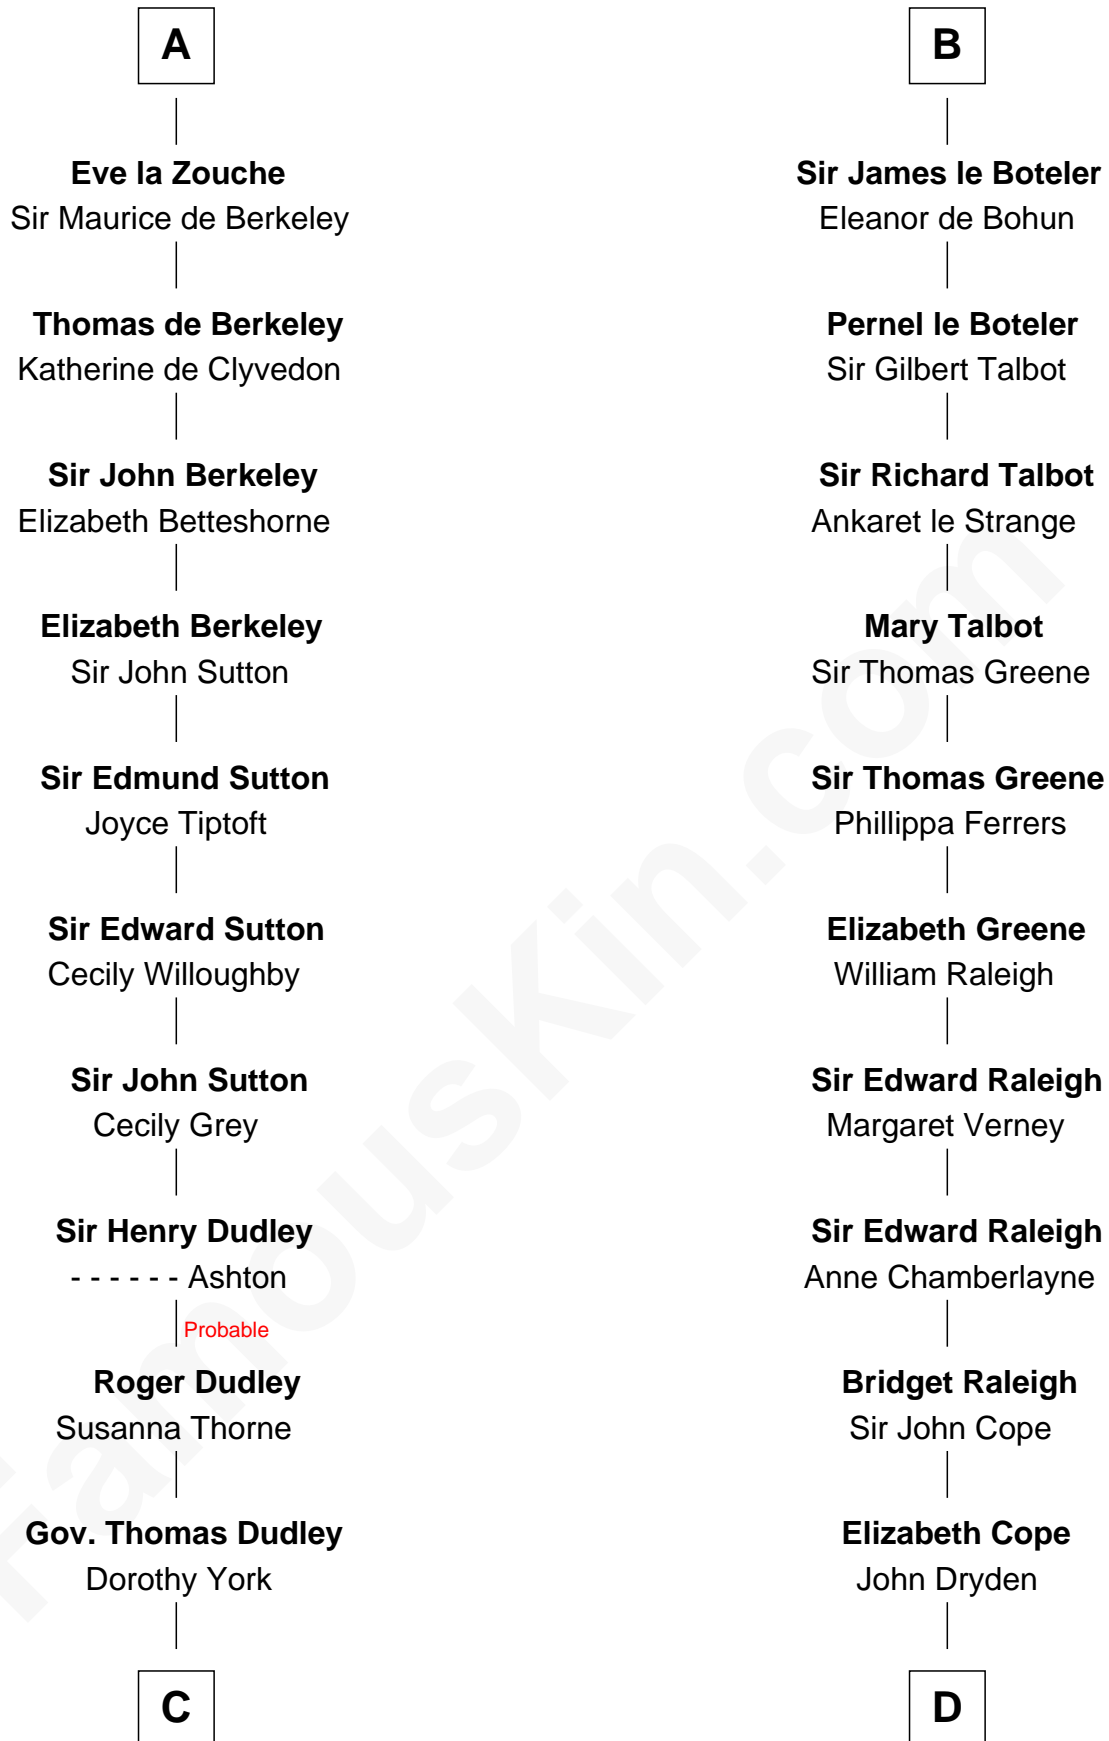 A
Eve la Zouche
Sir Maurice de Berkeley
Thomas de Berkeley
Katherine de Clyvedon
Sir John Berkeley
Elizabeth Betteshorne
Elizabeth Berkeley
Sir John Sutton
Sir Edmund Sutton
Joyce Tiptoft
Sir Edward Sutton
Cecily Willoughby
Sir John Sutton
Cecily Grey
Sir Henry Dudley
- - - - - - Ashton
Probable
Roger Dudley
Susanna Thorne
Gov. Thomas Dudley
Dorothy York
C
B
Sir James le Boteler
Eleanor de Bohun
Pernel le Boteler
Sir Gilbert Talbot
Sir Richard Talbot
Ankaret le Strange
Mary Talbot
Sir Thomas Greene
Sir Thomas Greene
Phillippa Ferrers
Elizabeth Greene
William Raleigh
Sir Edward Raleigh
Margaret Verney
Sir Edward Raleigh
Anne Chamberlayne
Bridget Raleigh
Sir John Cope
Elizabeth Cope
John Dryden
D
FamousKin.com